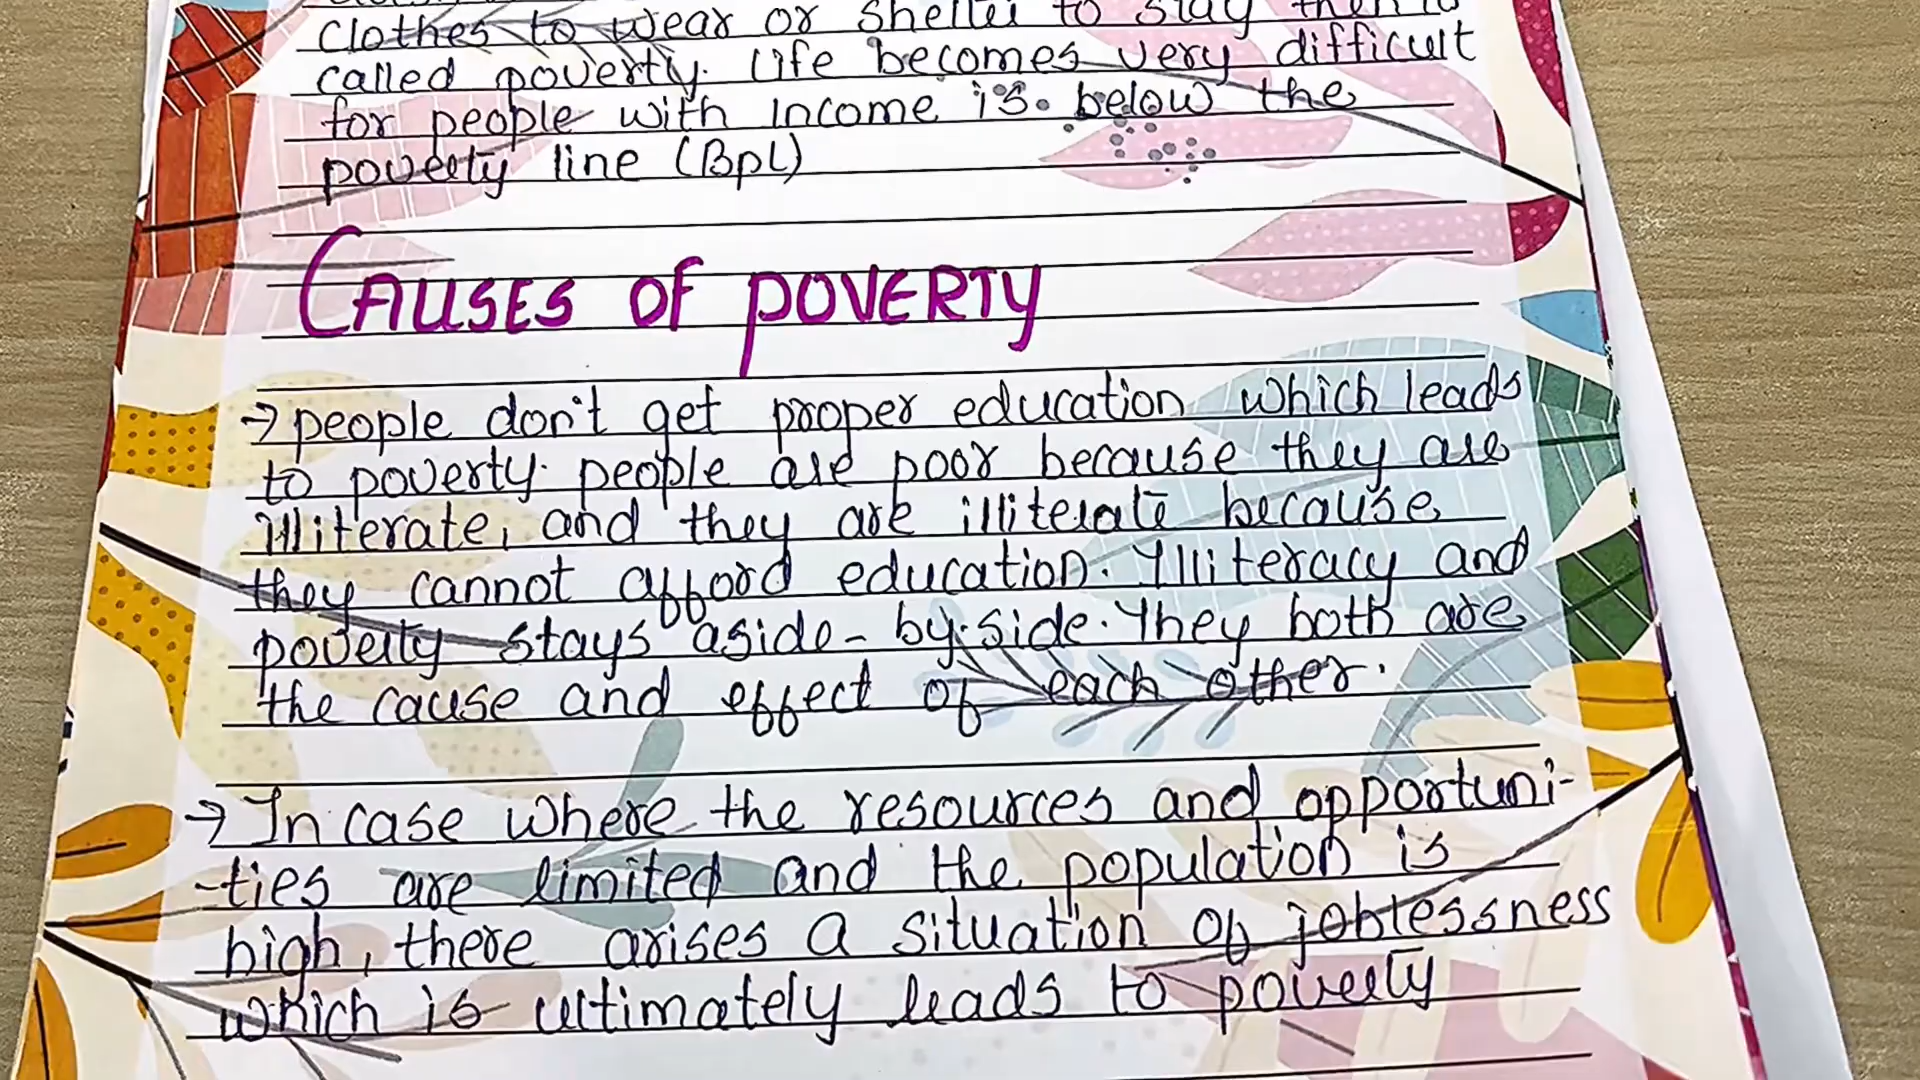 clothes to wear or shelter to stay then is
called poverty. Life becomes very difficult
for people with Income is. below the
poverty line (BPL)
CAUSES OF POVERTY
→ people don't get proper education which leads
to poverty. people are poor because they are
illiterate, and they are illiterate because
they cannot afford education. Illiteracy and
poverty stays aside-by-side. They both are
the cause and effect of each other.
→ In case where the resources and opportuni-
-ties are limited and the population is
high, there arises a situation of joblessness
which is ultimately leads to poverty